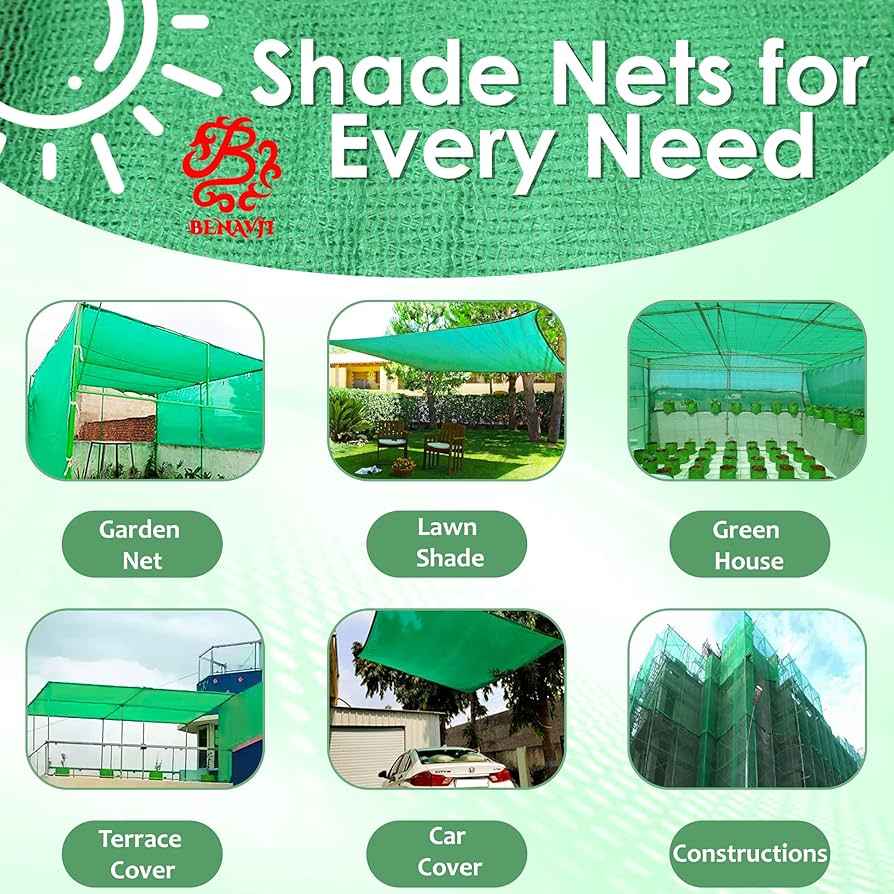 Shade Nets for
Every Need
BENAVJI
Garden
Net
Lawn
Shade
Green
House
Terrace
Cover
Car
Cover
Constructions